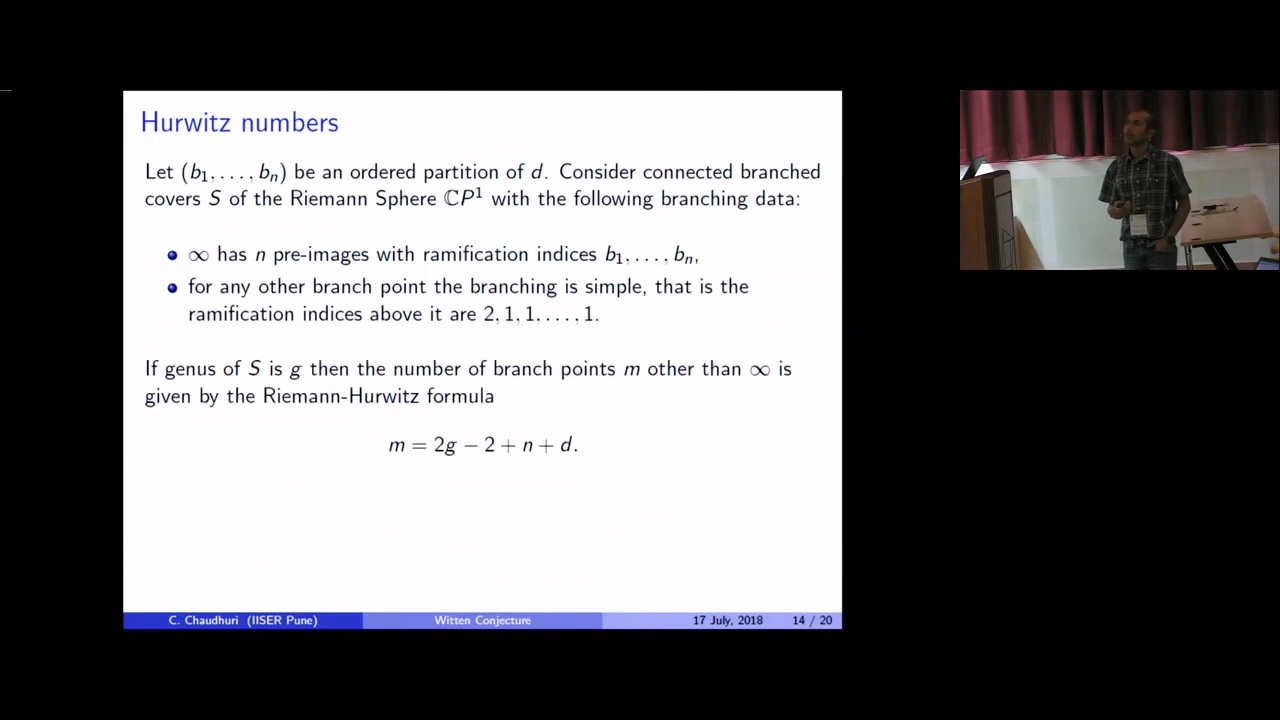 Hurwitz numbers
Let (b₁, . . . , bₙ) be an ordered partition of d. Consider connected branched
covers S of the Riemann Sphere ℂP¹ with the following branching data:
∞ has n pre-images with ramification indices b₁, . . . , bₙ,
for any other branch point the branching is simple, that is the
ramification indices above it are 2, 1, 1, . . . , 1.
If genus of S is g then the number of branch points m other than ∞ is
given by the Riemann-Hurwitz formula
m = 2g − 2 + n + d.
C. Chaudhuri (IISER Pune) Witten Conjecture 17 July, 2018 14 / 20